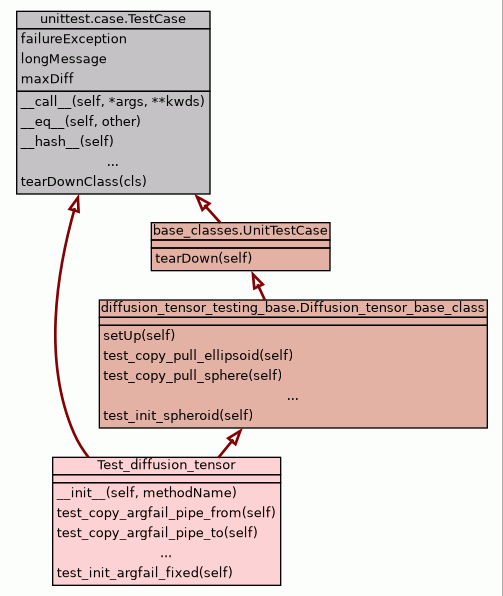 unittest.case.TestCase
failureException
longMessage
maxDiff
__call__(self, *args, **kwds)
__eq__(self, other)
__hash__(self)
...
tearDownClass(cls)
base_classes.UnitTestCase
tearDown(self)
diffusion_tensor_testing_base.Diffusion_tensor_base_class
setUp(self)
test_copy_pull_ellipsoid(self)
test_copy_pull_sphere(self)
...
test_init_spheroid(self)
Test_diffusion_tensor
__init__(self, methodName)
test_copy_argfail_pipe_from(self)
test_copy_argfail_pipe_to(self)
...
test_init_argfail_fixed(self)